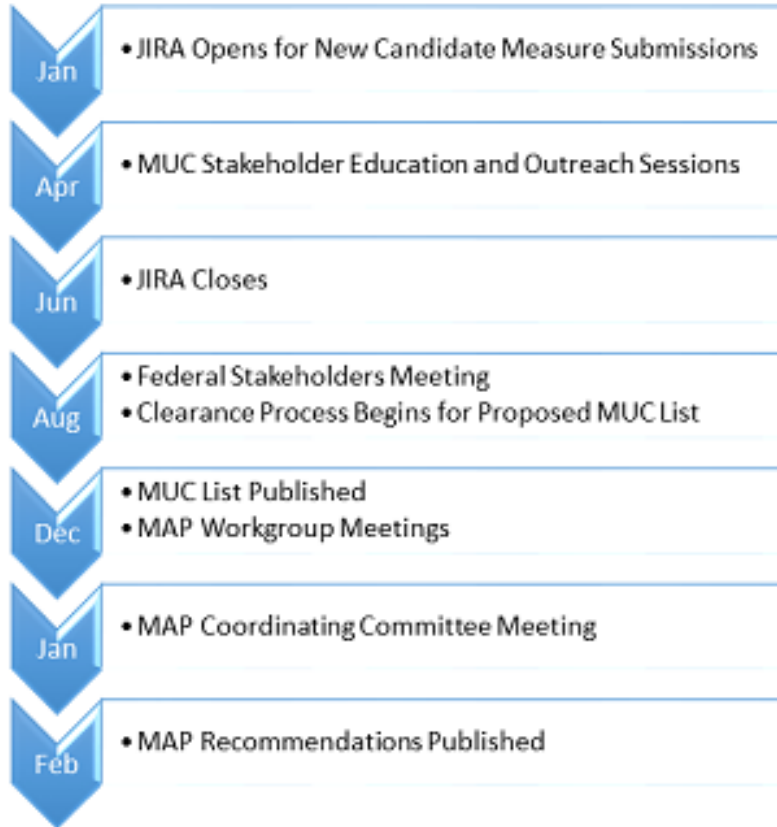 Jan
• JIRA Opens for New Candidate Measure Submissions
Apr
• MUC Stakeholder Education and Outreach Sessions
Jun
• JIRA Closes
Aug
• Federal Stakeholders Meeting
• Clearance Process Begins for Proposed MUC List
Dec
• MUC List Published
• MAP Workgroup Meetings
Jan
• MAP Coordinating Committee Meeting
Feb
• MAP Recommendations Published